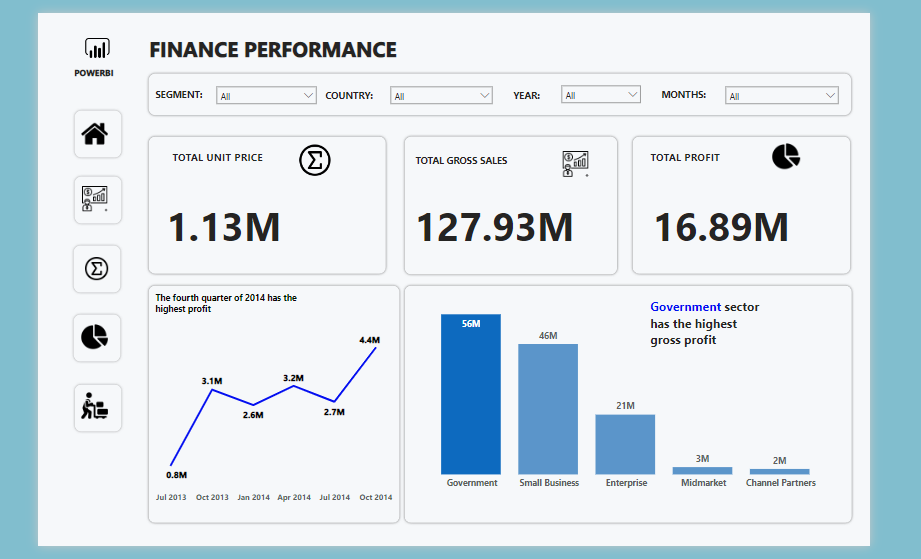 POWERBI
FINANCE PERFORMANCE
SEGMENT: All COUNTRY: All YEAR: All MONTHS: All
TOTAL UNIT PRICE
1.13M
TOTAL GROSS SALES
127.93M
TOTAL PROFIT
16.89M
The fourth quarter of 2014 has the
highest profit
4.4M
3.1M
3.2M
2.6M
2.7M
0.8M
Jul 2013 Oct 2013 Jan 2014 Apr 2014 Jul 2014 Oct 2014
Government sector
has the highest
gross profit
56M
46M
21M
3M
2M
Government Small Business Enterprise Midmarket Channel Partners